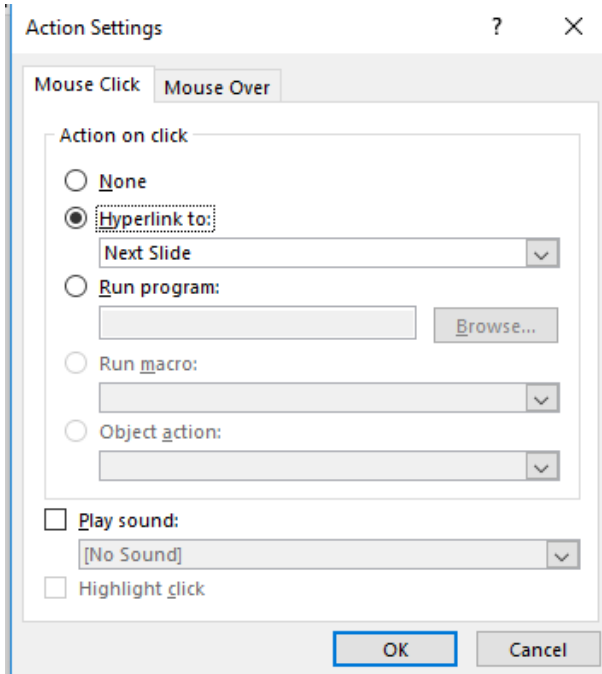 Action Settings
Mouse Click Mouse Over
Action on click
None
Hyperlink to:
Next Slide
Run program:
Browse...
Run macro:
Object action:
Play sound:
[No Sound]
Highlight click
OK Cancel